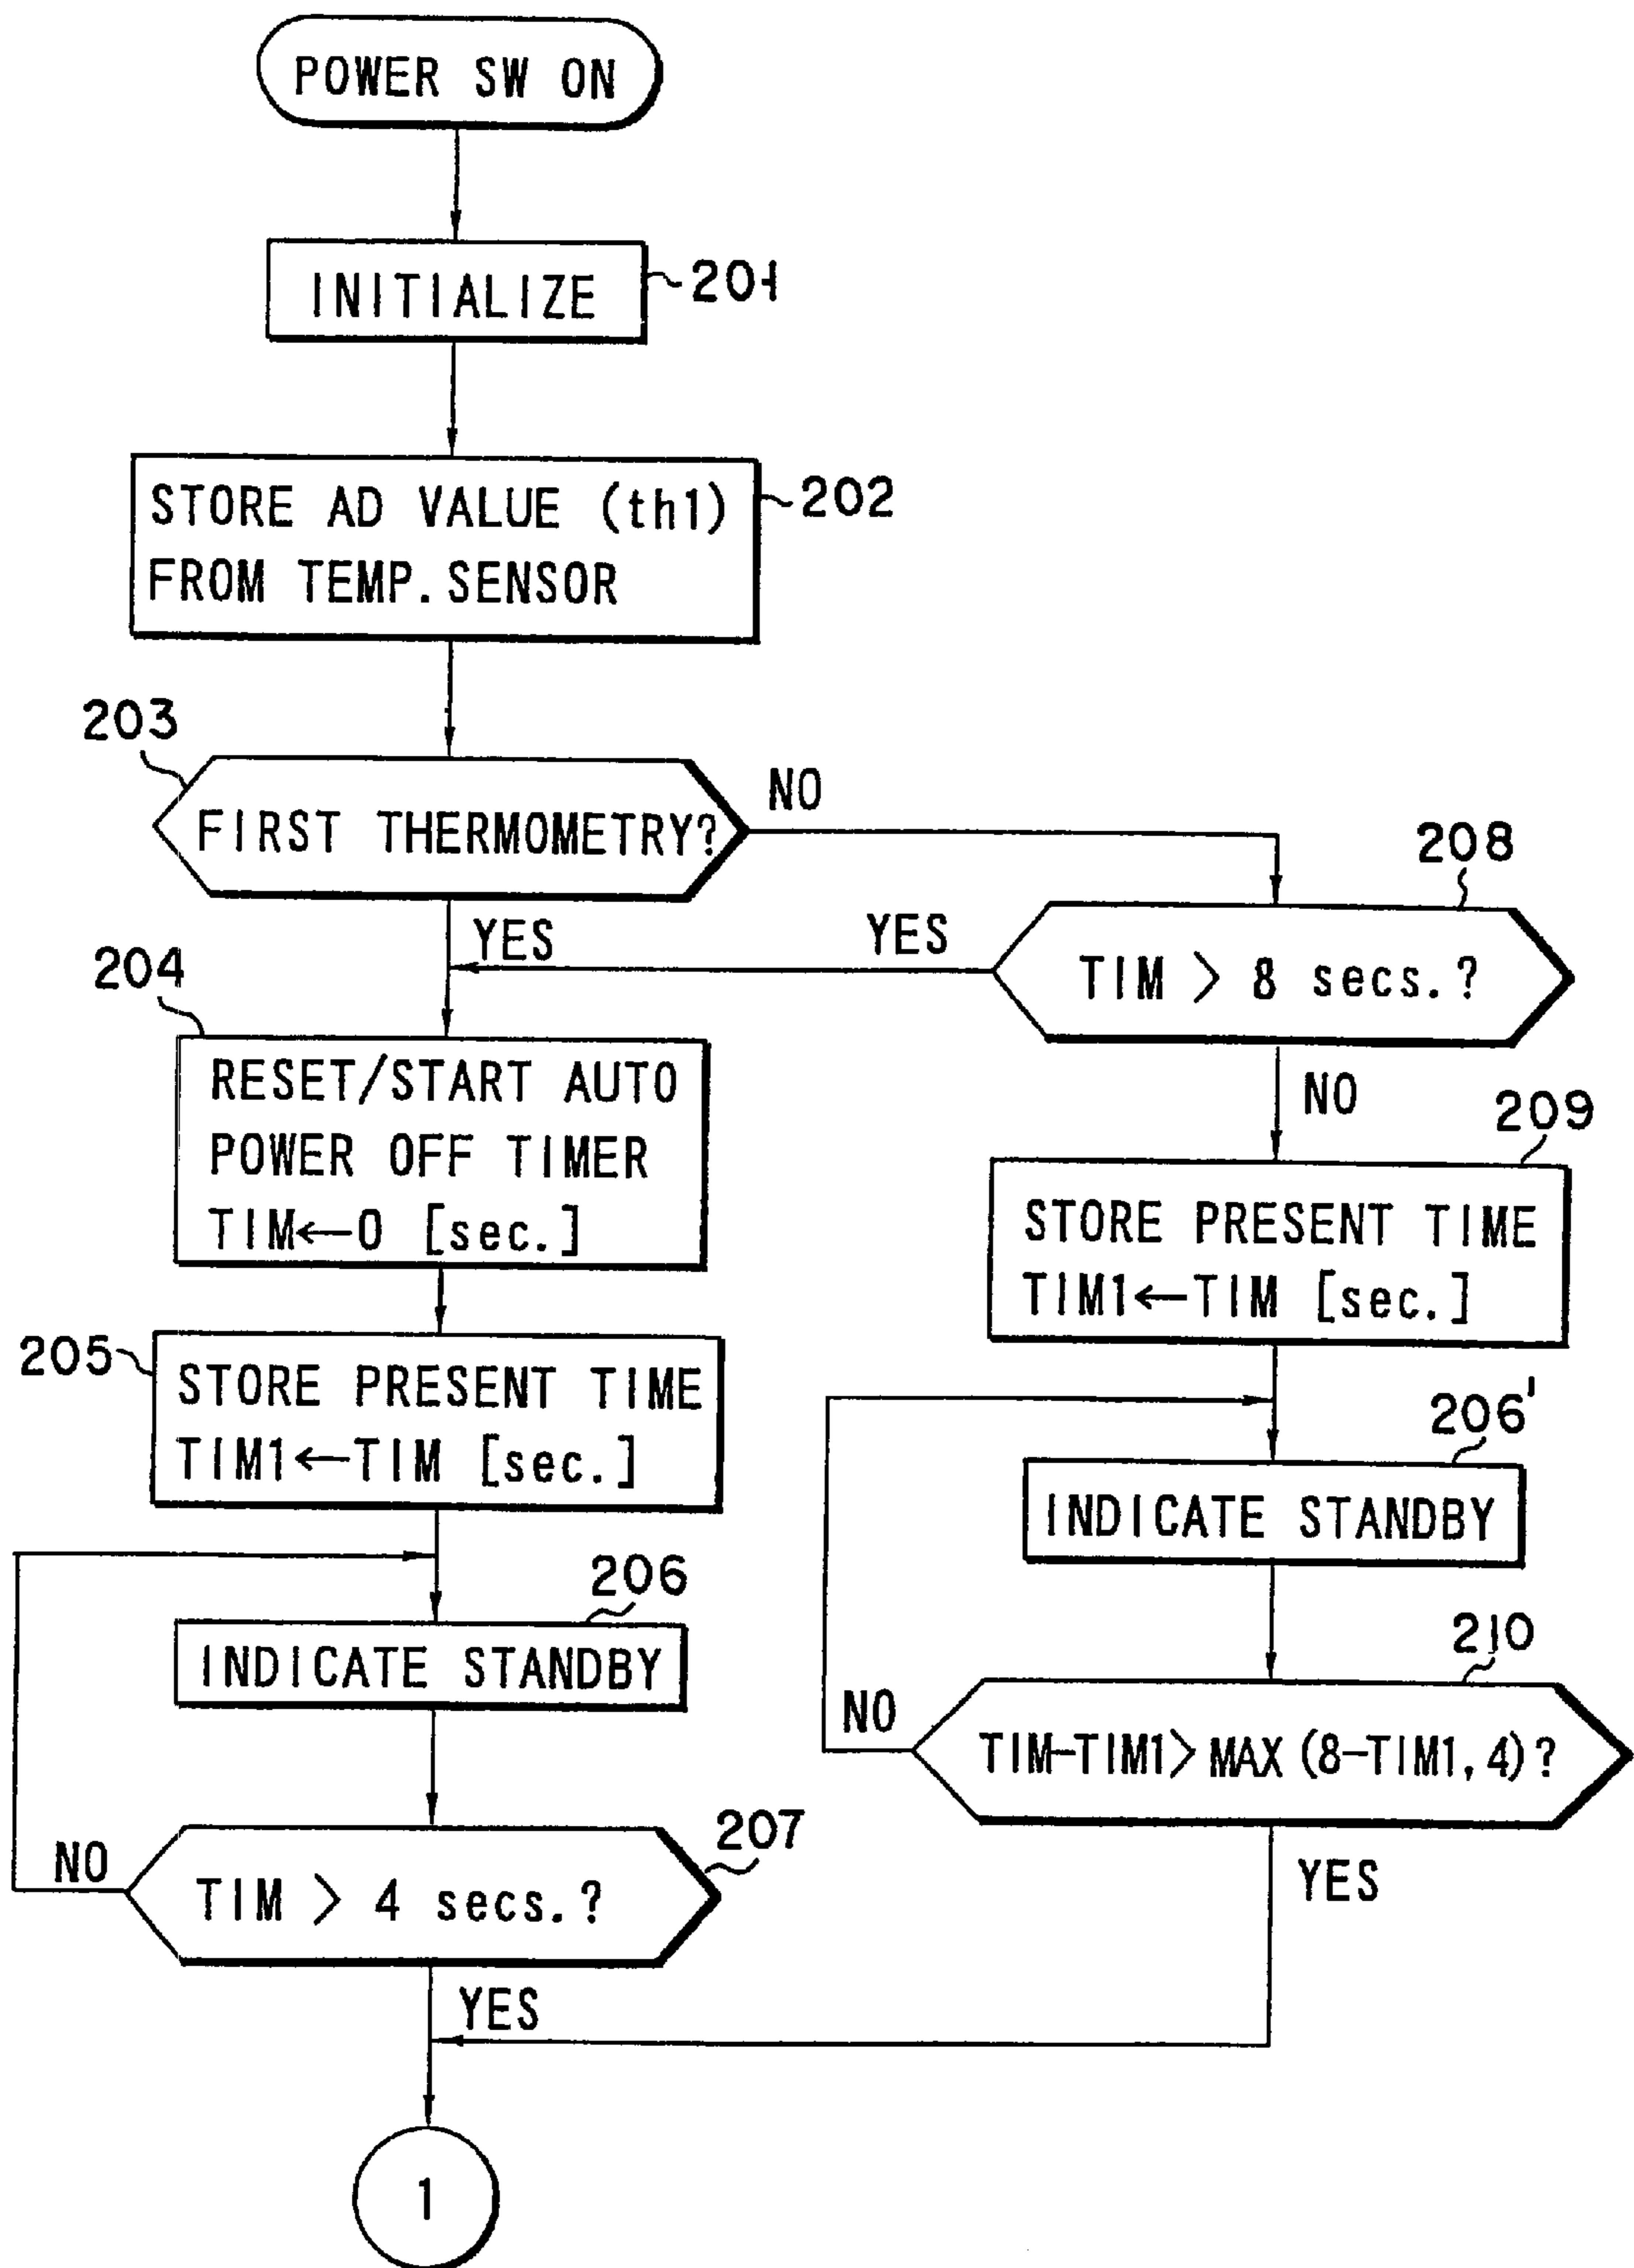 POWER SW ON
INITIALIZE
201
STORE AD VALUE (th1)
FROM TEMP. SENSOR
202
203
FIRST THERMOMETRY?
NO
YES
208
TIM > 8 secs.?
YES
NO
204
RESET/START AUTO
POWER OFF TIMER
TIM←0 [sec.]
209
STORE PRESENT TIME
TIM1←TIM [sec.]
205
STORE PRESENT TIME
TIM1←TIM [sec.]
206'
INDICATE STANDBY
206
INDICATE STANDBY
210
TIM-TIM1>MAX(8-TIM1,4)?
NO
YES
207
TIM > 4 secs.?
NO
YES
1